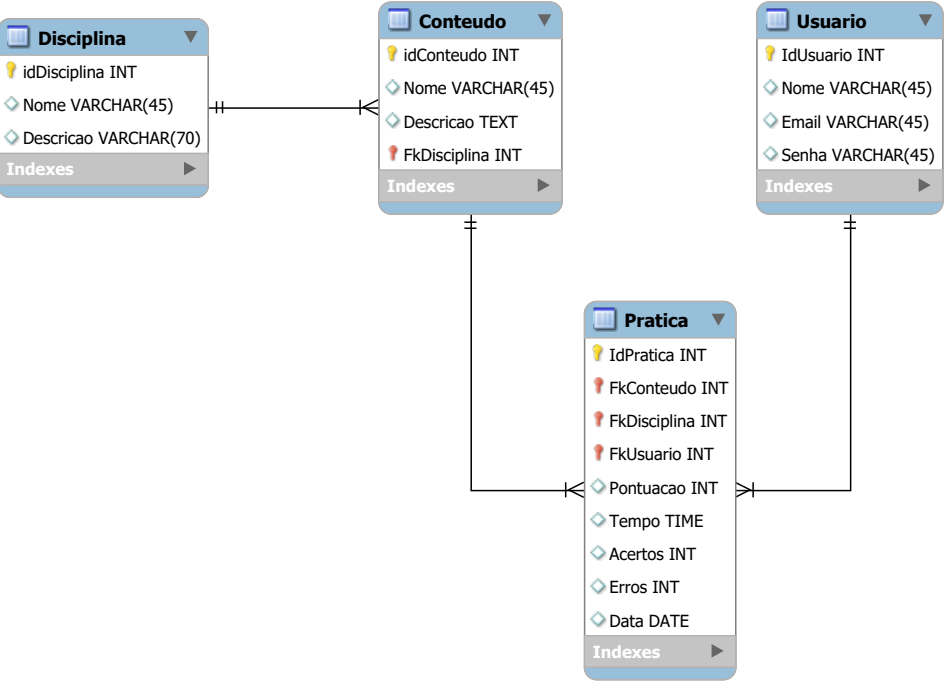 Disciplina
idDisciplina INT
Nome VARCHAR(45)
Descricao VARCHAR(70)
Indexes
Conteudo
idConteudo INT
Nome VARCHAR(45)
Descricao TEXT
FkDisciplina INT
Indexes
Usuario
IdUsuario INT
Nome VARCHAR(45)
Email VARCHAR(45)
Senha VARCHAR(45)
Indexes
Pratica
IdPratica INT
FkConteudo INT
FkDisciplina INT
FkUsuario INT
Pontuacao INT
Tempo TIME
Acertos INT
Erros INT
Data DATE
Indexes